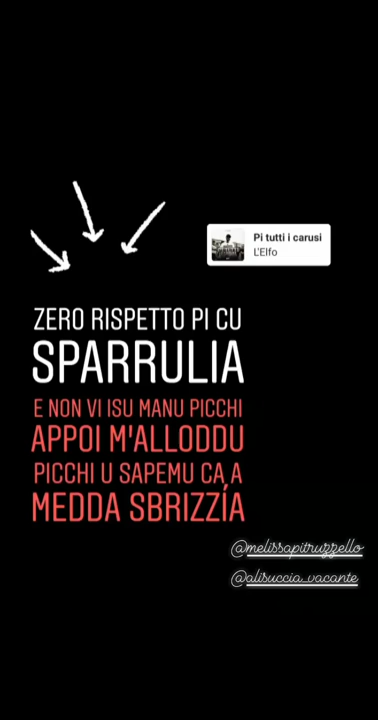 Pi tutti i carusi
L'Elfo
ZERO RISPETTO PI CU
SPARRULIA
E NON VI ISU MANU PICCHI
APPOI M'ALLODDU
PICCHI U SAPEMU CA A
MEDDA SBRIZZÍA
@melissapitruzzello
@alisuccia_vacante